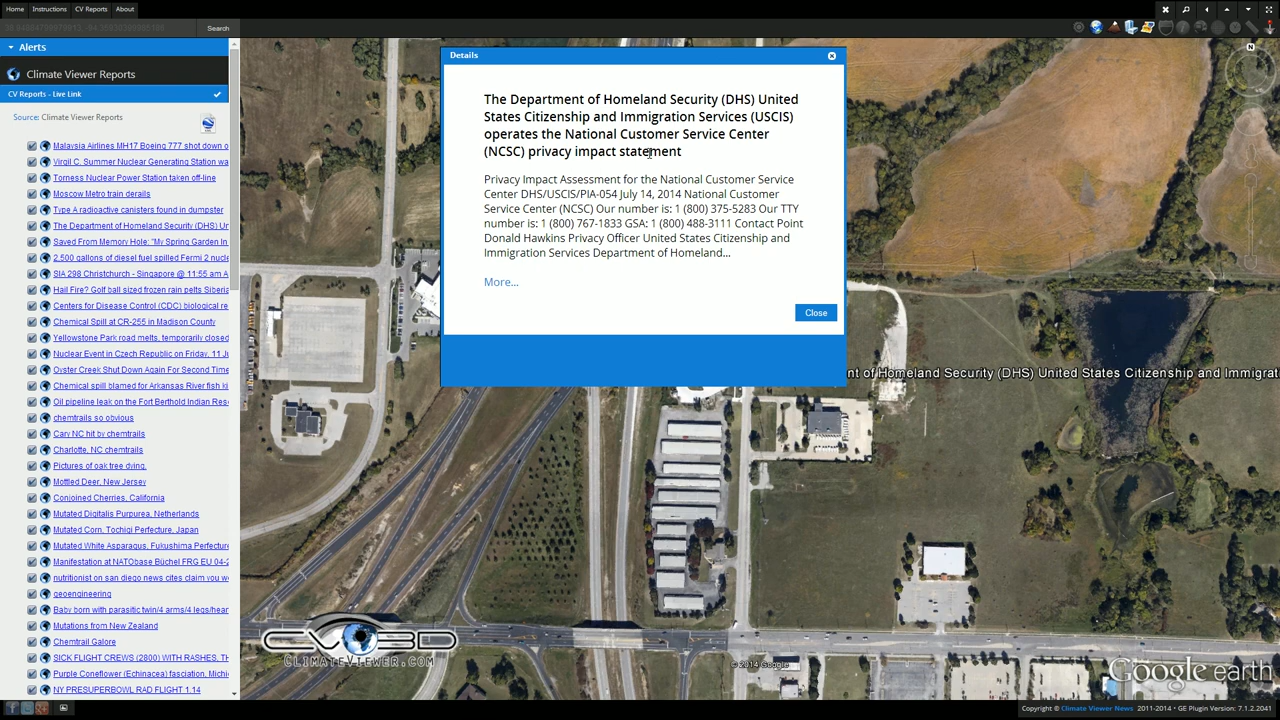 Home Instructions CV Reports About
Search
Alerts
Climate Viewer Reports
CV Reports - Live Link
Source: Climate Viewer Reports
Malaysia Airlines MH17 Boeing 777 shot down o
Virgil C. Summer Nuclear Generating Station wa
Torness Nuclear Power Station taken off-line
Moscow Metro train derails
Type A radioactive canisters found in dumpster
The Department of Homeland Security (DHS) Ur
Saved From Memory Hole: "My Spring Garden In
2,500 gallons of diesel fuel spilled Fermi 2 nucle
SIA 298 Christchurch - Singapore @ 11:55 am A
Hail Fire? Golf ball sized frozen rain pelts Siberia
Centers for Disease Control (CDC) biological re
Chemical Spill at CR-255 in Madison County
Yellowstone Park road melts, temporarily closed
Nuclear Event in Czech Republic on Friday, 11 Ju
Oyster Creek Shut Down Again For Second Time
Chemical spill blamed for Arkansas River fish ki
Oil pipeline leak on the Fort Berthold Indian Res
chemtrails so obvious
Cary NC hit by chemtrails
Charlotte, NC chemtrails
Pictures of oak tree dying.
Mottled Deer, New Jersey
Conjoined Cherries, California
Mutated Digitalis Purpurea, Netherlands
Mutated Corn, Tochigi Perfecture, Japan
Mutated White Asparagus, Fukushima Perfecture
Manifestation at NATObase Büchel FRG EU 04-2
nutritionist on san diego news cites claim you w
geoengineering
Baby born with parasitic twin/4 arms/4 legs/hear
Mutations from New Zealand
Chemtrail Galore
SICK FLIGHT CREWS (2800) WITH RASHES, TH
Purple Coneflower (Echinacea) fasciation, Michi
NY PRESUPERBOWL RAD FLIGHT 1.14
Details
The Department of Homeland Security (DHS) United
States Citizenship and Immigration Services (USCIS)
operates the National Customer Service Center
(NCSC) privacy impact statement
Privacy Impact Assessment for the National Customer Service
Center DHS/USCIS/PIA-054 July 14, 2014 National Customer
Service Center (NCSC) Our number is: 1 (800) 375-5283 Our TTY
number is: 1 (800) 767-1833 GSA: 1 (800) 488-3111 Contact Point
Donald Hawkins Privacy Officer United States Citizenship and
Immigration Services Department of Homeland...
More...
Close
nt of Homeland Security (DHS) United States Citizenship and Immigrati
N
CV3D
CLIMATEVIEWER.COM
© 2014 Google
Google earth
Copyright © Climate Viewer News 2011-2014 • GE Plugin Version: 7.1.2.2041